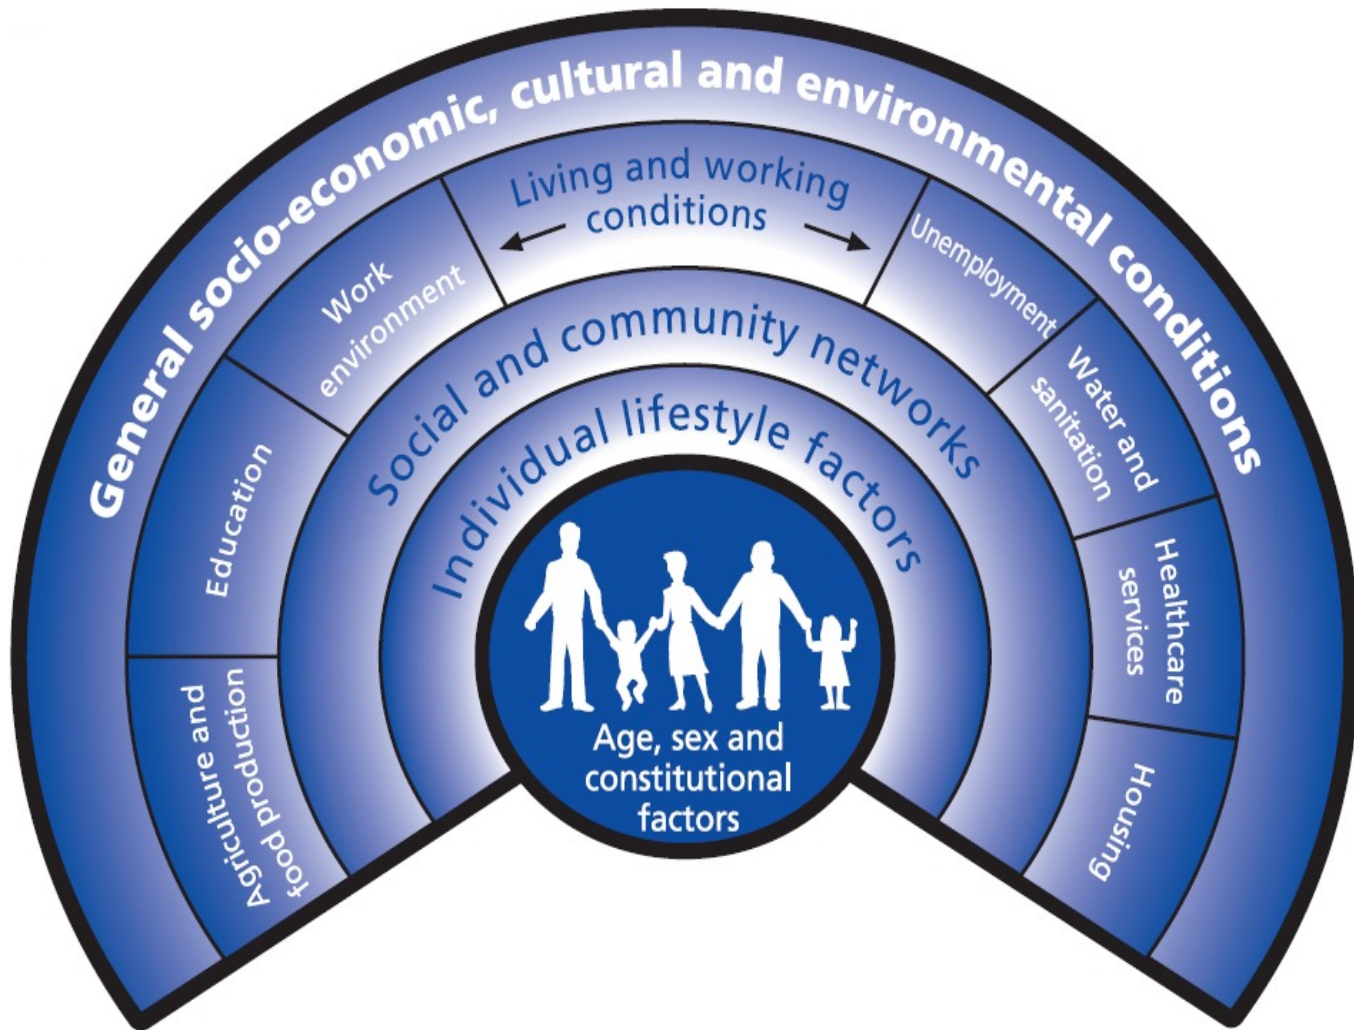 General socio-economic, cultural and environmental conditions
Living and working
conditions
Agriculture and
food production
Education
Work
environment
Unemployment
Water and
sanitation
Healthcare
services
Housing
Social and community networks
Individual lifestyle factors
Age, sex and
constitutional
factors